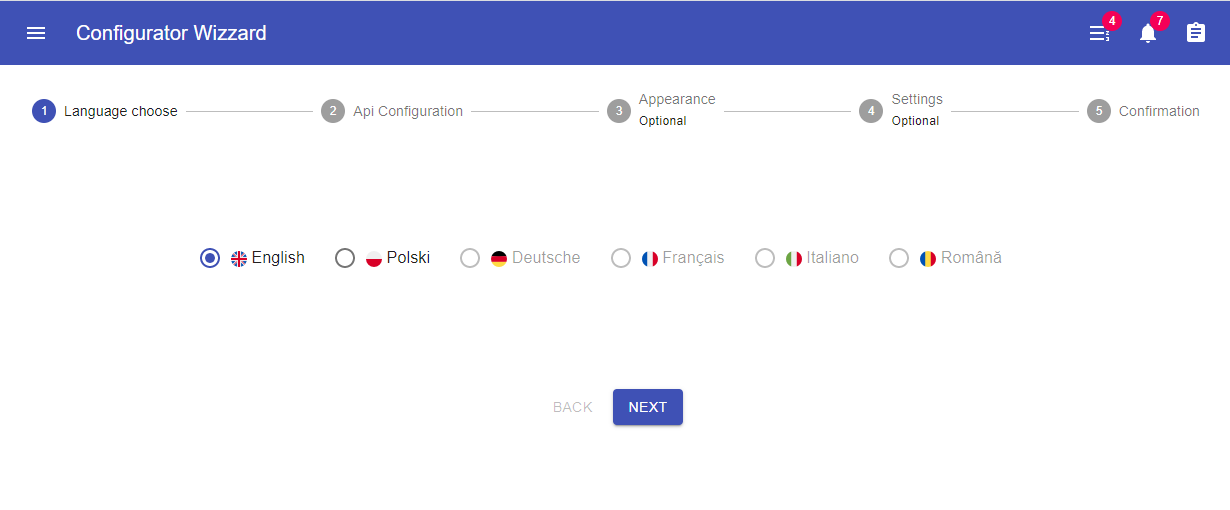 Configurator Wizzard
4
7
1 Language choose
2 Api Configuration
3 Appearance
Optional
4 Settings
Optional
5 Confirmation
English
Polski
Deutsche
Français
Italiano
Română
BACK
NEXT